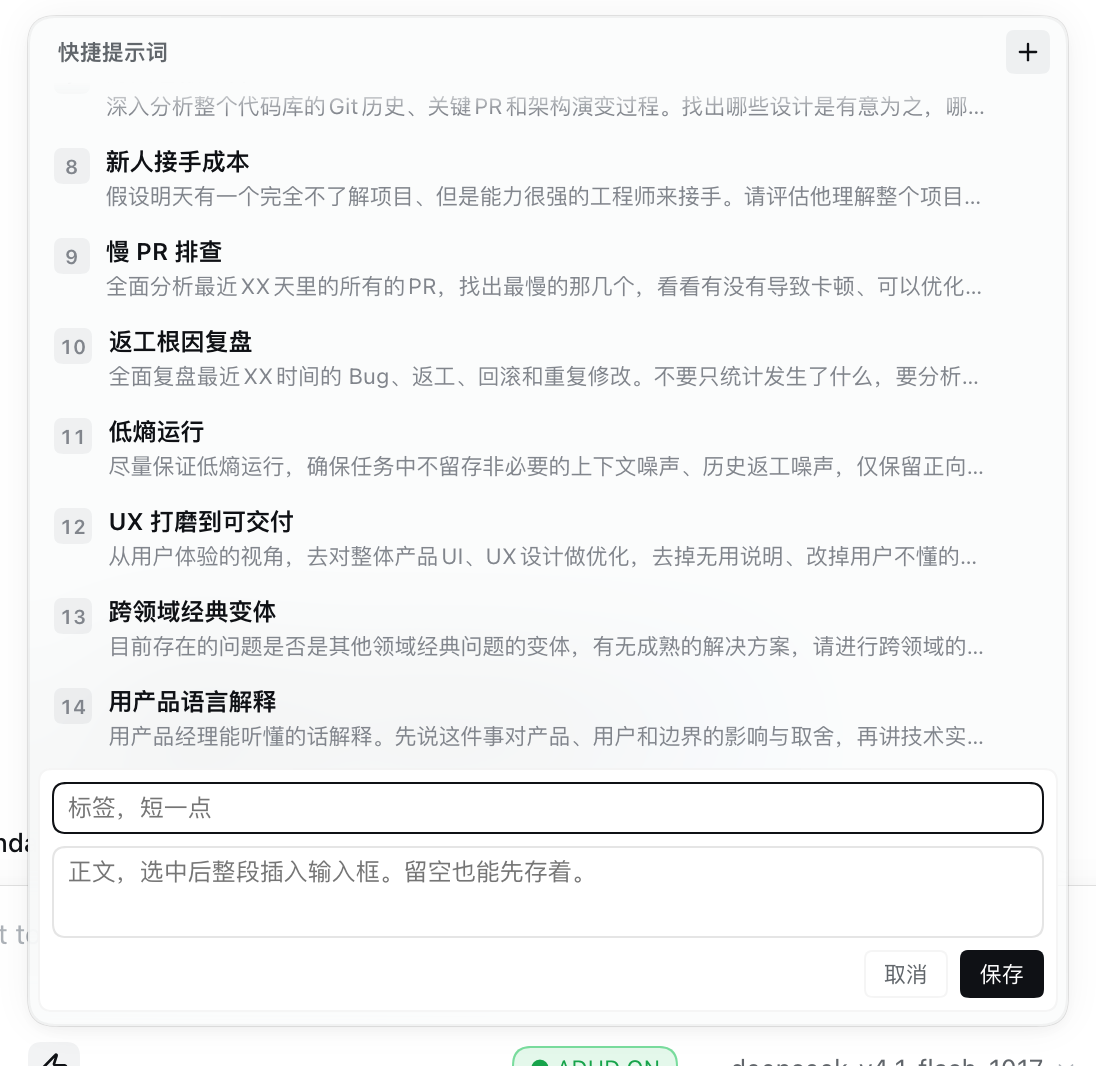 快捷提示词
深入分析整个代码库的Git历史、关键PR和架构演变过程。找出哪些设计是有意为之，哪...
8
新人接手成本
假设明天有一个完全不了解项目、但是能力很强的工程师来接手。请评估他理解整个项目...
9
慢 PR 排查
全面分析最近XX天里的所有的PR，找出最慢的那几个，看看有没有导致卡顿、可以优化...
10
返工根因复盘
全面复盘最近XX时间的 Bug、返工、回滚和重复修改。不要只统计发生了什么，要分析...
11
低熵运行
尽量保证低熵运行，确保任务中不留存非必要的上下文噪声、历史返工噪声，仅保留正向...
12
UX 打磨到可交付
从用户体验的视角，去对整体产品UI、UX设计做优化，去掉无用说明、改掉用户不懂的...
13
跨领域经典变体
目前存在的问题是否是其他领域经典问题的变体，有无成熟的解决方案，请进行跨领域的...
14
用产品语言解释
用产品经理能听懂的话解释。先说这件事对产品、用户和边界的影响与取舍，再讲技术实...
标签，短一点
正文，选中后整段插入输入框。留空也能先存着。
取消
保存
ADHD ON